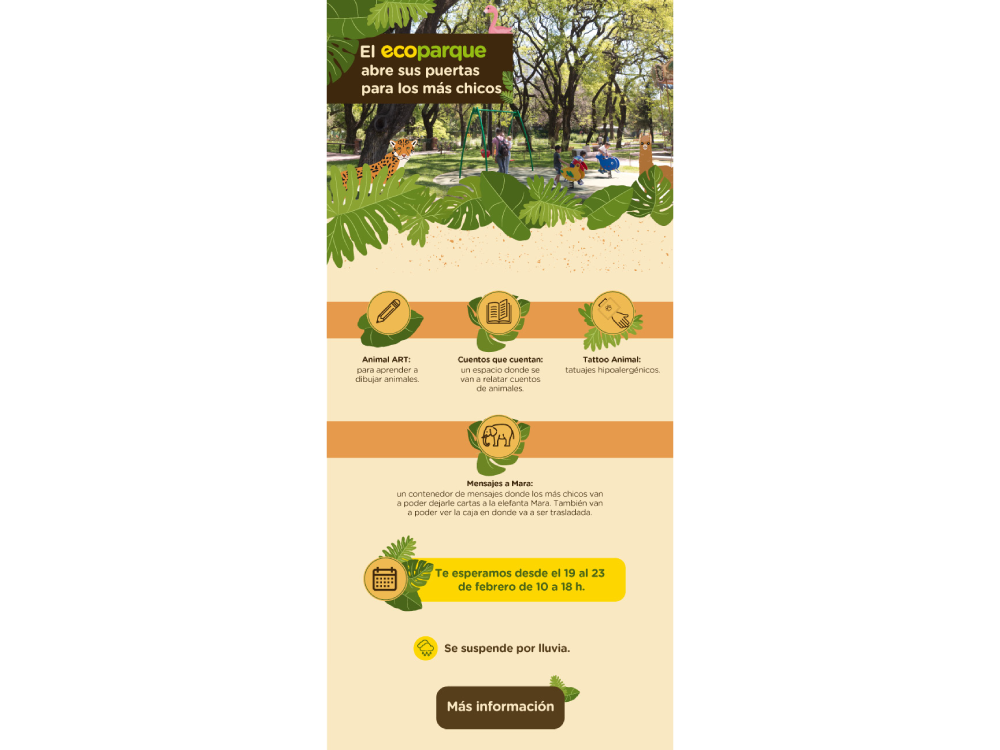 El ecoparque
abre sus puertas
para los más chicos
Animal ART:
para aprender a
dibujar animales.
Cuentos que cuentan:
un espacio donde se
van a relatar cuentos
de animales.
Tattoo Animal:
tatuajes hipoalergénicos.
Mensajes a Mara:
un contenedor de mensajes donde los más chicos van
a poder dejarle cartas a la elefanta Mara. También van
a poder ver la caja en donde va a ser trasladada.
Te esperamos desde el 19 al 23
de febrero de 10 a 18 h.
Se suspende por lluvia.
Más información